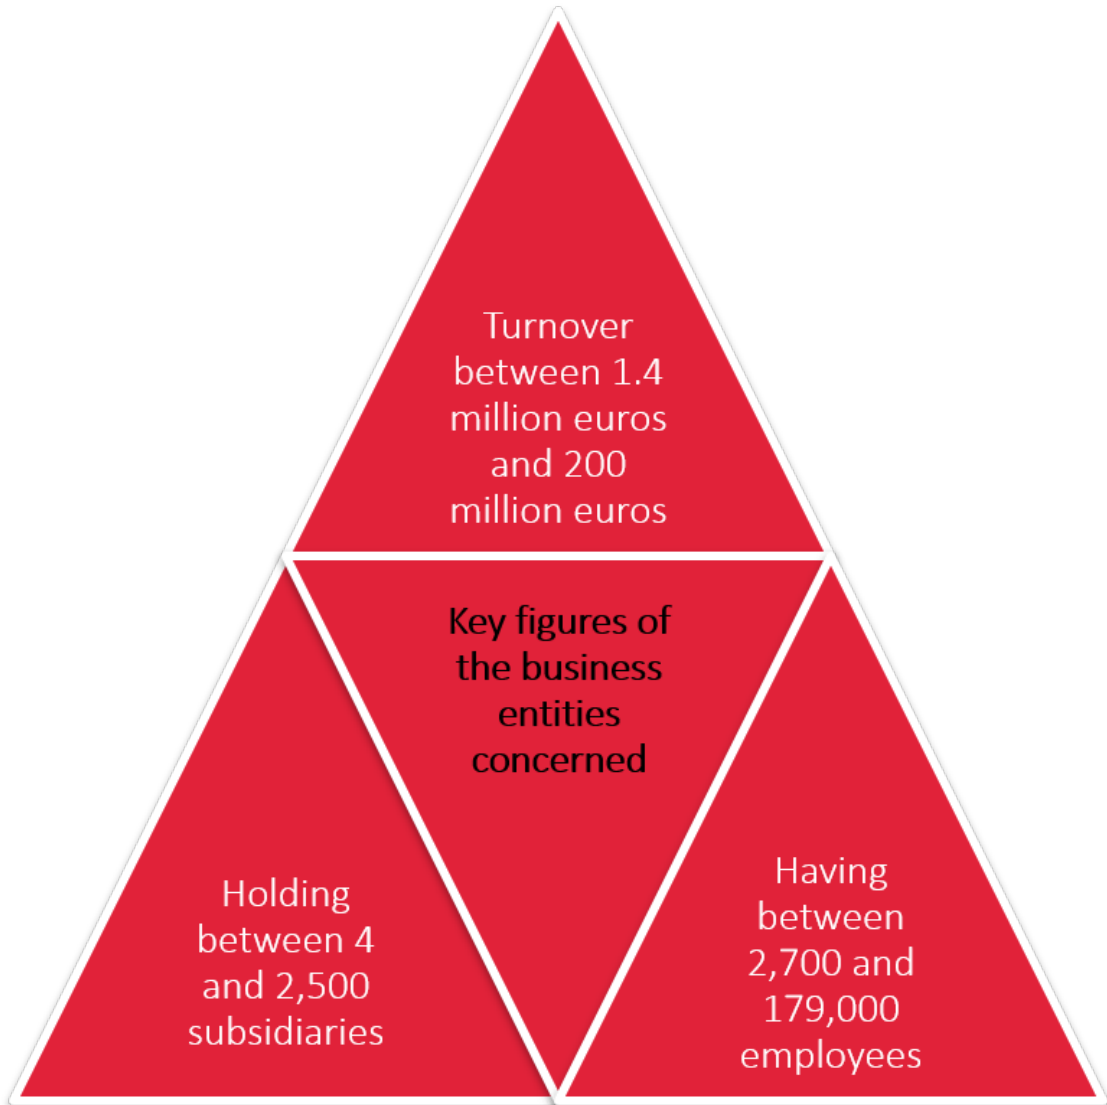 Turnover
between 1.4
million euros
and 200
million euros
Key figures of
the business
entities
concerned
Holding
between 4
and 2,500
subsidiaries
Having
between
2,700 and
179,000
employees